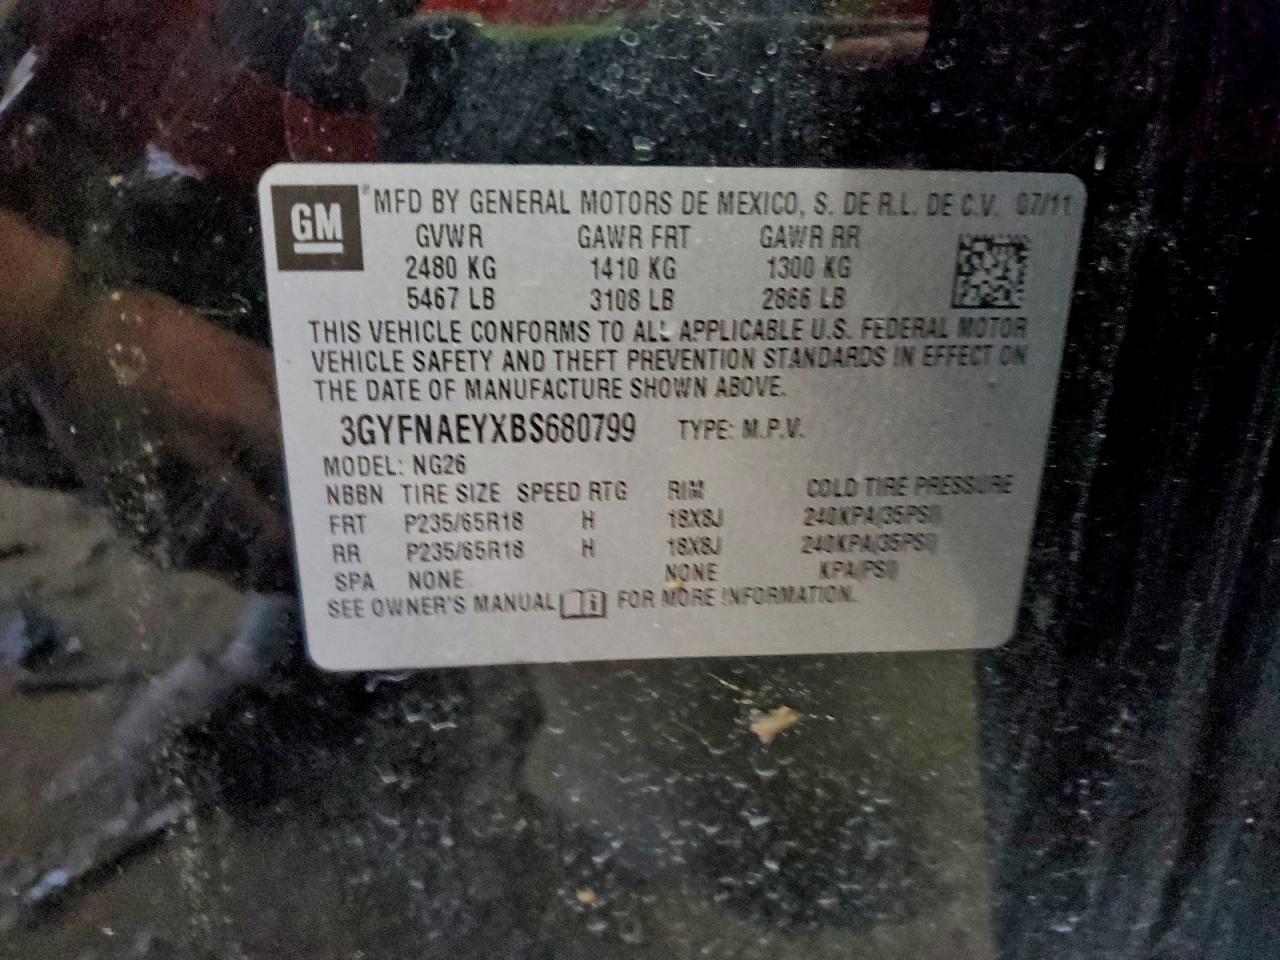 GM ® MFD BY GENERAL MOTORS DE MEXICO, S. DE R.L. DE C.V. 07/11
GVWR GAWR FRT GAWR RR
2480 KG 1410 KG 1300 KG
5467 LB 3108 LB 2866 LB
THIS VEHICLE CONFORMS TO ALL APPLICABLE U.S. FEDERAL MOTOR
VEHICLE SAFETY AND THEFT PREVENTION STANDARDS IN EFFECT ON
THE DATE OF MANUFACTURE SHOWN ABOVE.
3GYFNAEYXBS680799 TYPE: M.P.V.
MODEL: NG26
NBBN TIRE SIZE SPEED RTG RIM COLD TIRE PRESSURE
FRT P235/65R18 H 18X8J 240KPA(35PSI)
RR P235/65R18 H 18X8J 240KPA(35PSI)
SPA NONE NONE KPA(PSI)
SEE OWNER'S MANUAL FOR MORE INFORMATION.